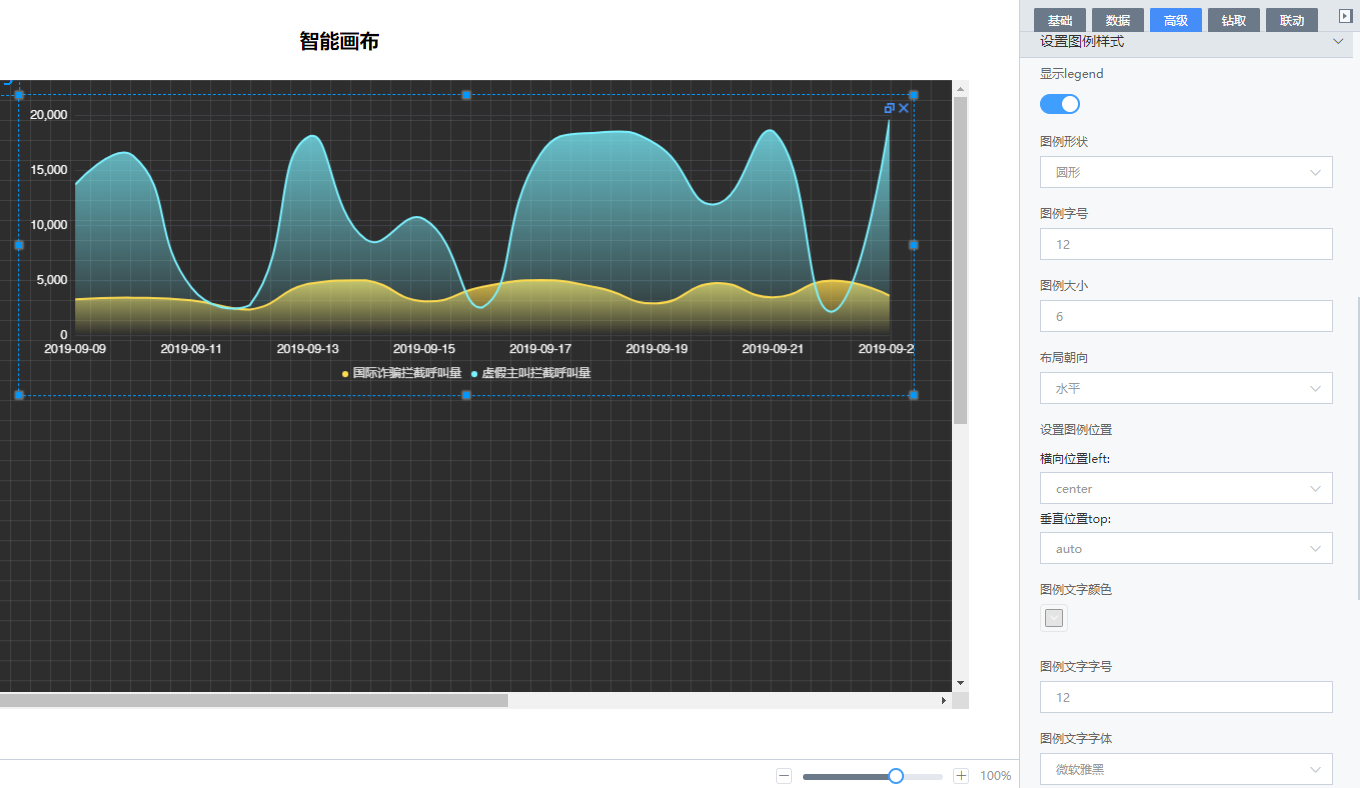 智能画布
20,000
15,000
10,000
5,000
0
2019-09-09 2019-09-11 2019-09-13 2019-09-15 2019-09-17 2019-09-19 2019-09-21 2019-09-2
国际诈骗拦截呼叫量 虚假主叫拦截呼叫量
100%
基础 数据 高级 钻取 联动
设置图例样式
显示legend
图例形状
圆形
图例字号
12
图例大小
6
布局朝向
水平
设置图例位置
横向位置left:
center
垂直位置top:
auto
图例文字颜色
图例文字字号
12
图例文字字体
微软雅黑